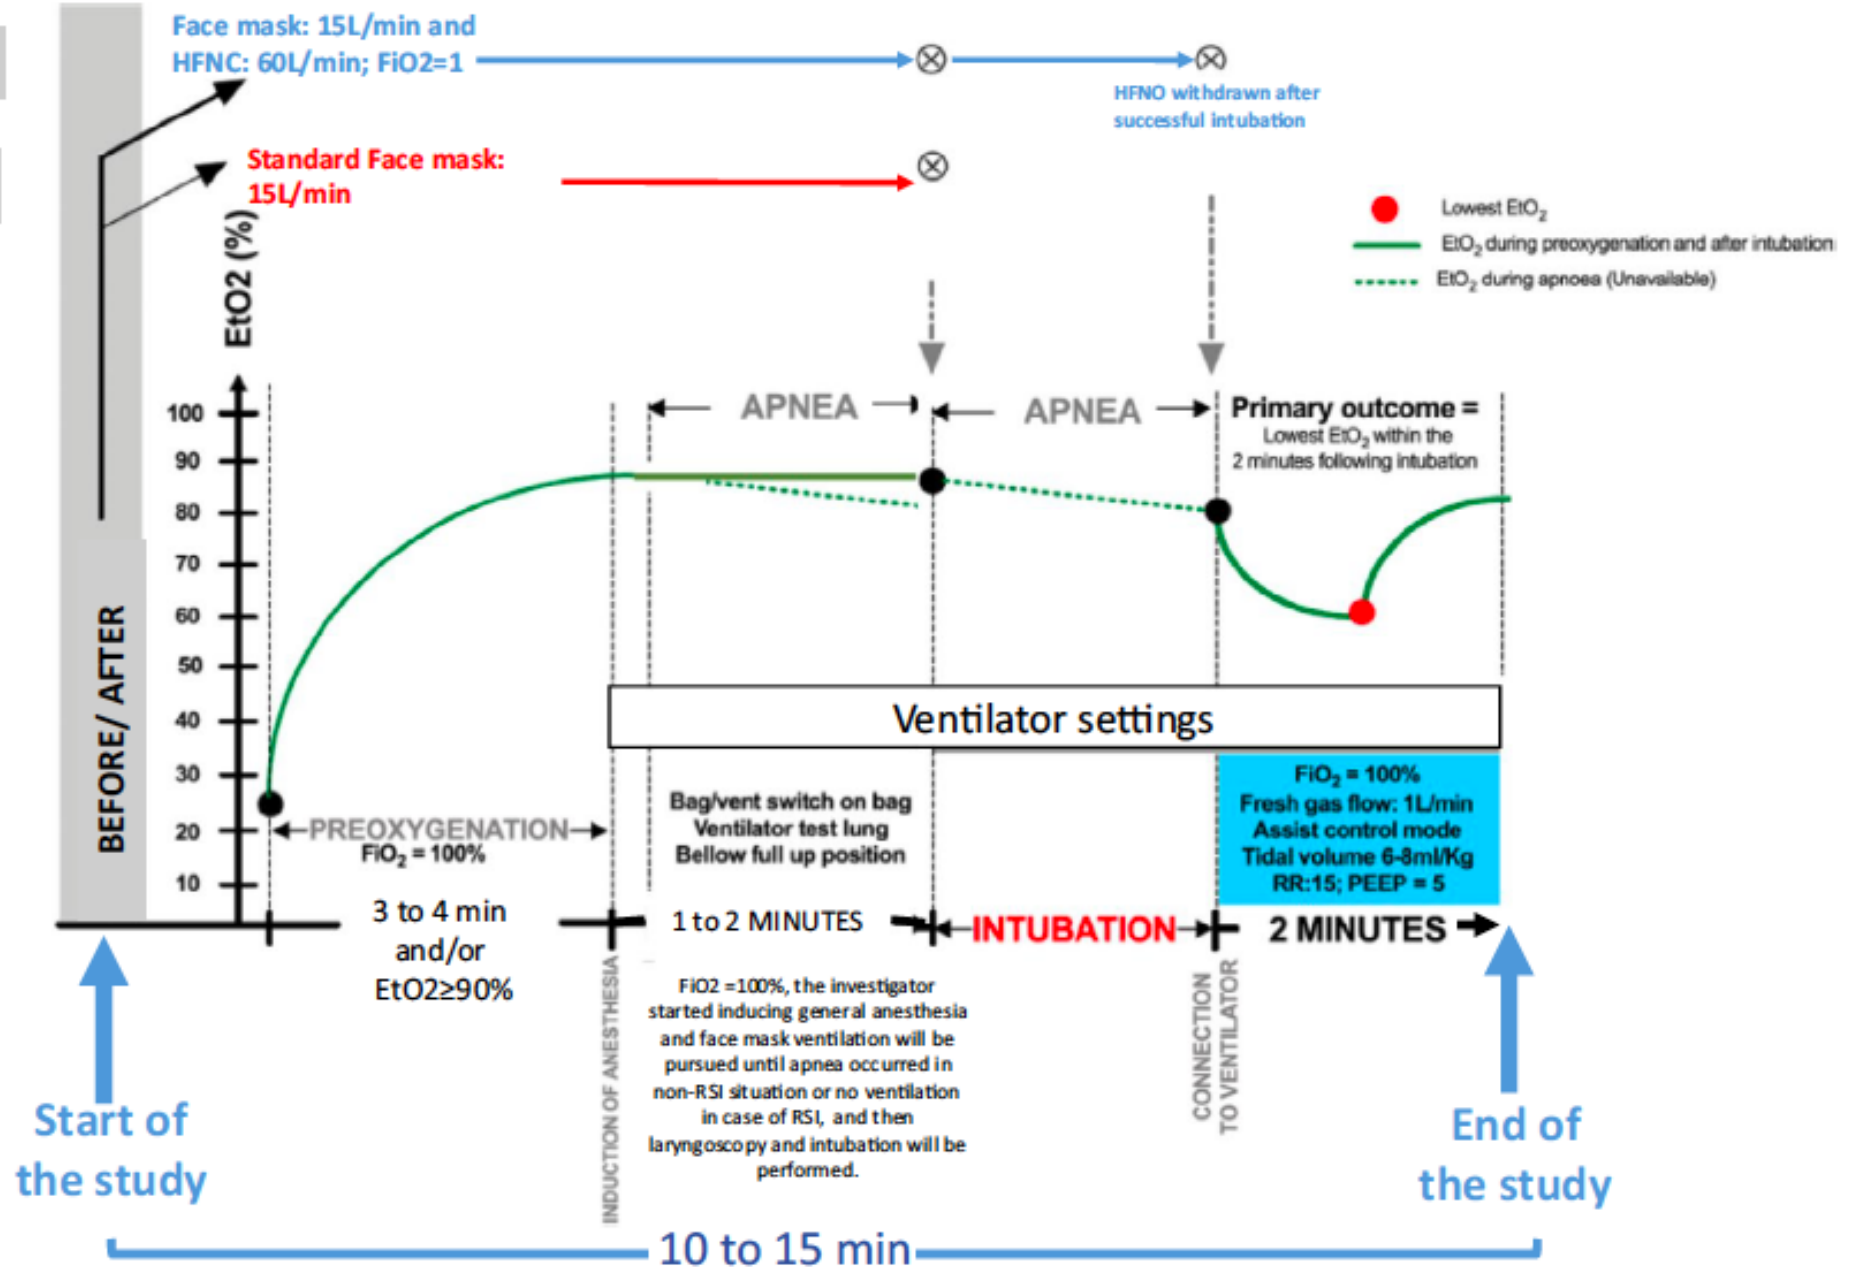 Face mask: 15L/min and
HFNC: 60L/min; FiO2=1
HFNO withdrawn after
successful intubation
Standard Face mask:
15L/min
Lowest EtO2
EtO2 during preoxygenation and after intubation
EtO2 during apnoea (Unavailable)
EtO2 (%)
100
90
80
70
60
50
40
30
20
10
BEFORE/ AFTER
APNEA
APNEA
Primary outcome =
Lowest EtO2 within the
2 minutes following intubation
Ventilator settings
PREOXYGENATION
FiO2 = 100%
Bag/vent switch on bag
Ventilator test lung
Bellow full up position
FiO2 = 100%
Fresh gas flow: 1L/min
Assist control mode
Tidal volume 6-8ml/Kg
RR:15; PEEP = 5
3 to 4 min
and/or
EtO2≥90%
1 to 2 MINUTES
INTUBATION
2 MINUTES
INDUCTION OF ANESTHESIA
FiO2 =100%, the investigator
started inducing general anesthesia
and face mask ventilation will be
pursued until apnea occurred in
non-RSI situation or no ventilation
in case of RSI, and then
laryngoscopy and intubation will be
performed.
CONNECTION
TO VENTILATOR
Start of
the study
End of
the study
10 to 15 min